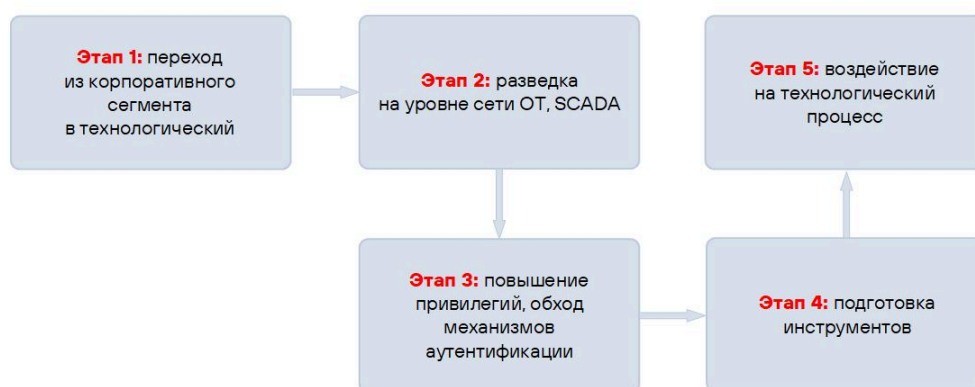 Этап 1: переход
из корпоративного
сегмента
в технологический
Этап 2: разведка
на уровне сети ОТ, SCADA
Этап 3: повышение
привилегий, обход
механизмов
аутентификации
Этап 4: подготовка
инструментов
Этап 5: воздействие
на технологический
процесс